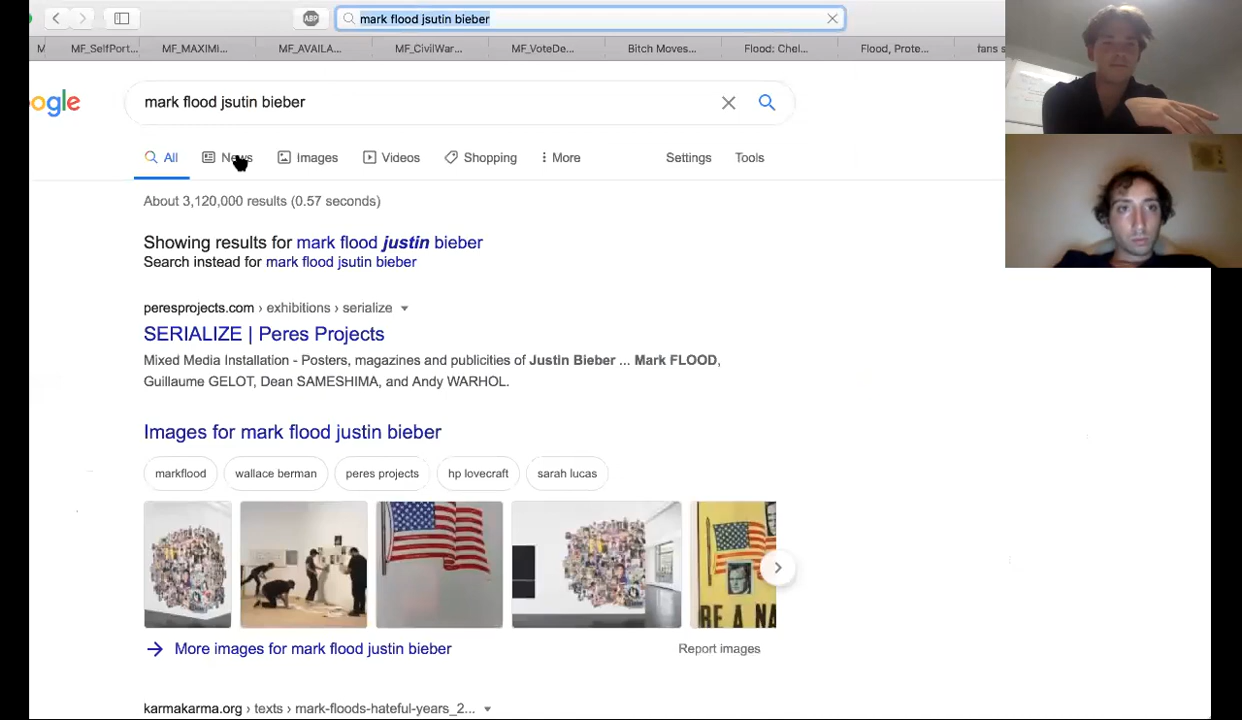 ABP
mark flood jsutin bieber
M
MF_SelfPort...
MF_MAXIMI...
MF_AVAILA...
MF_CivilWar...
MF_VoteDe...
Bitch Moves...
Flood: Chel...
Flood, Prote...
fans s
ogle
mark flood jsutin bieber
All
News
Images
Videos
Shopping
More
Settings
Tools
About 3,120,000 results (0.57 seconds)
Showing results for mark flood justin bieber
Search instead for mark flood jsutin bieber
peresprojects.com › exhibitions › serialize
SERIALIZE | Peres Projects
Mixed Media Installation - Posters, magazines and publicities of Justin Bieber ... Mark FLOOD,
Guillaume GELOT, Dean SAMESHIMA, and Andy WARHOL.
Images for mark flood justin bieber
markflood
wallace berman
peres projects
hp lovecraft
sarah lucas
BE A NA
More images for mark flood justin bieber
Report images
karmakarma.org › texts › mark-floods-hateful-years_2...